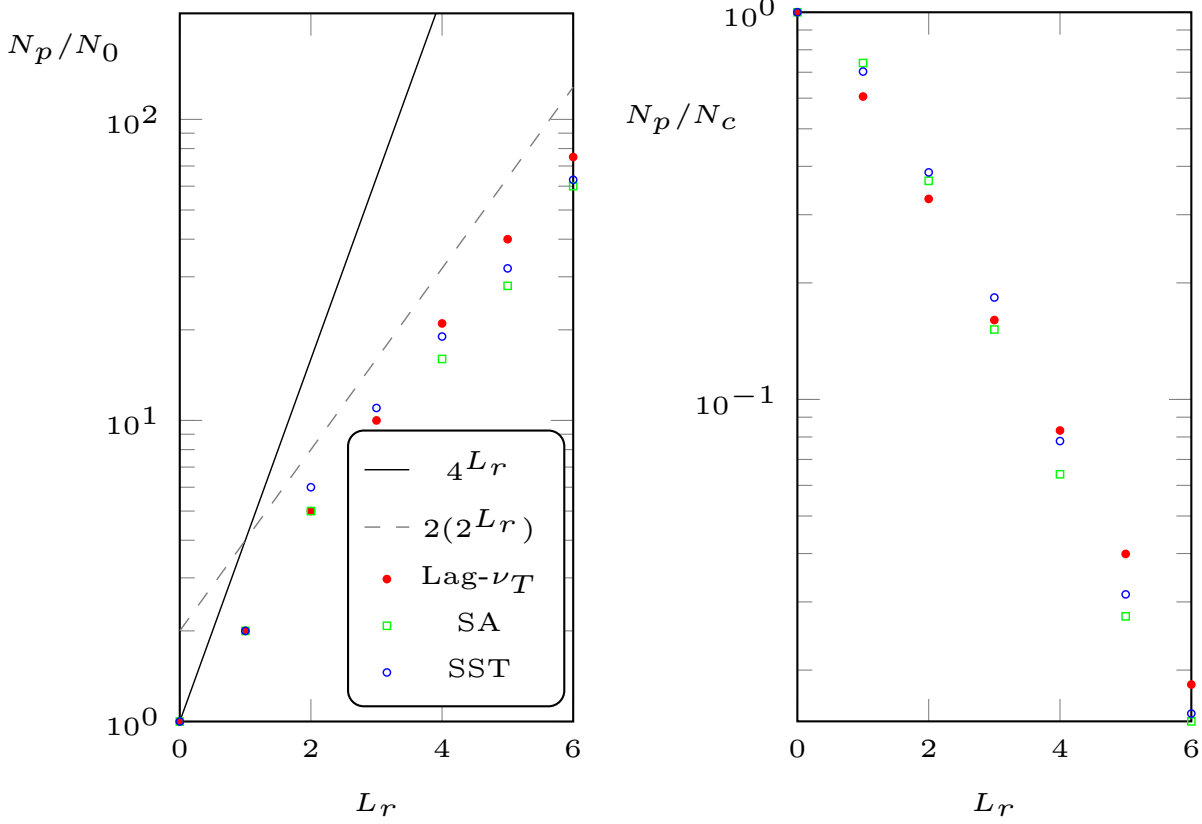 N_p/N_0
10^2
10^1
10^0
0 2 4 6
L_r
4^{L_r}
2(2^{L_r})
Lag-ν_T
SA
SST
10^0
N_p/N_c
10^{−1}
0 2 4 6
L_r